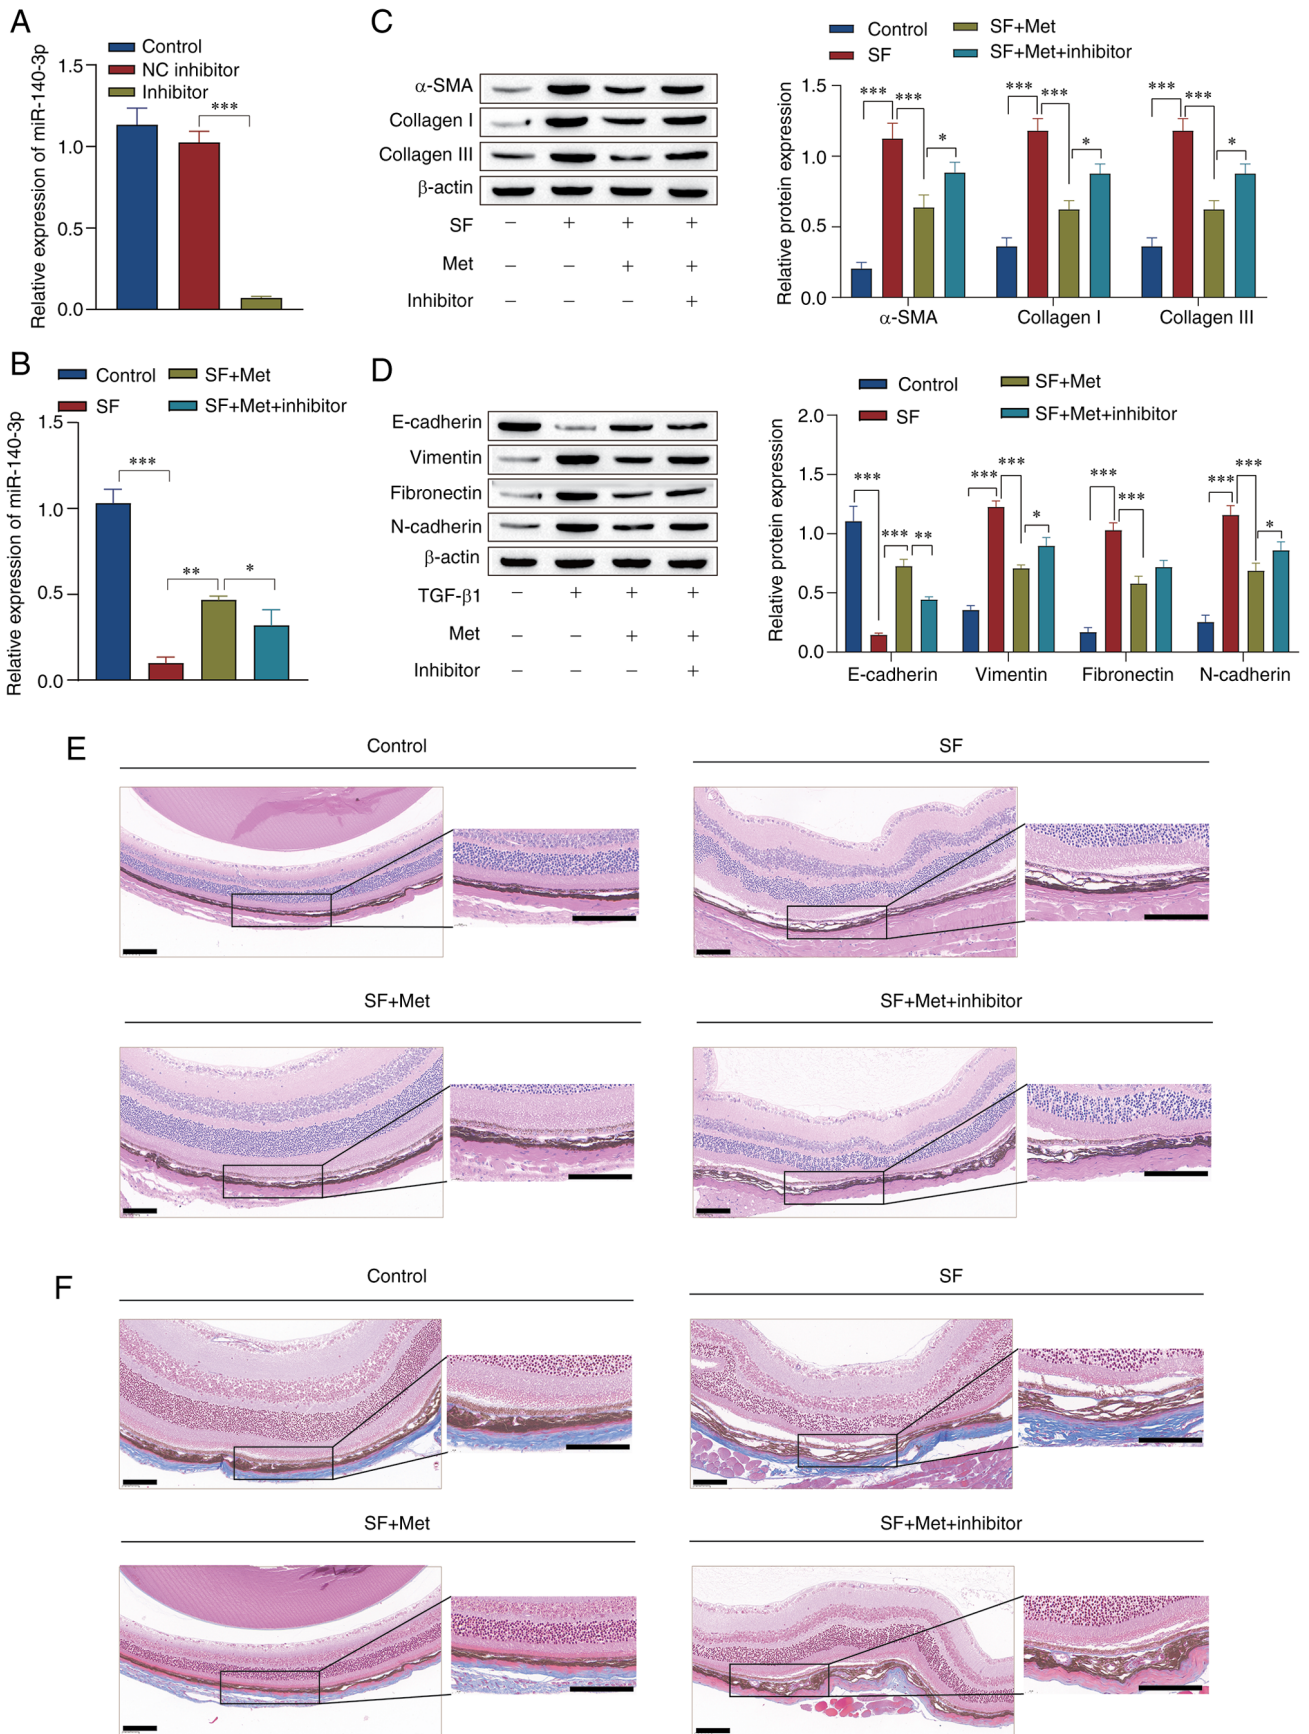 A
Control
NC inhibitor
Inhibitor
Relative expression of miR-140-3p
1.5
1.0
0.5
0.0
***
B
Control
SF+Met
SF
SF+Met+inhibitor
Relative expression of miR-140-3p
1.5
1.0
0.5
0.0
***
**
*
C
α-SMA
Collagen I
Collagen III
β-actin
SF − + + +
Met − − + +
Inhibitor − − − +
Control
SF+Met
SF
SF+Met+inhibitor
Relative protein expression
1.5
1.0
0.5
0.0
*** *** *
*** *** *
*** *** *
α-SMA Collagen I Collagen III
D
E-cadherin
Vimentin
Fibronectin
N-cadherin
β-actin
TGF-β1 − + + +
Met − − + +
Inhibitor − − − +
Control
SF+Met
SF
SF+Met+inhibitor
Relative protein expression
2.0
1.5
1.0
0.5
0.0
*** *** **
*** *** *
*** ***
*** *** *
E-cadherin Vimentin Fibronectin N-cadherin
E
Control SF
SF+Met SF+Met+inhibitor
F
Control SF
SF+Met SF+Met+inhibitor